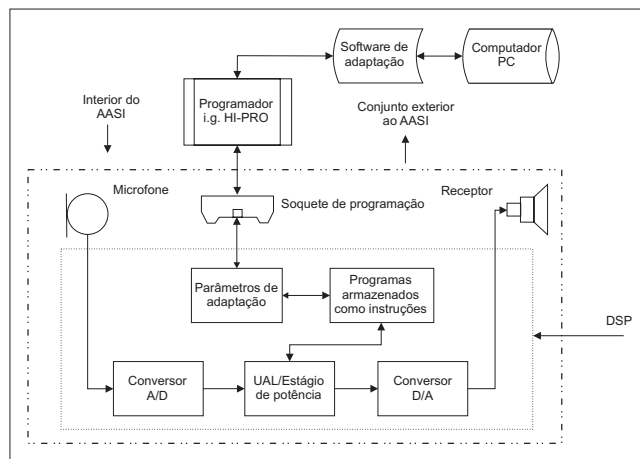 Software de
adaptação
Computador
PC
Programador
i.g. HI-PRO
Interior do
AASI
Conjunto exterior
ao AASI
Microfone
Soquete de programação
Receptor
Parâmetros de
adaptação
Programas
armazenados
como instruções
DSP
Conversor
A/D
UAL/Estágio
de potência
Conversor
D/A